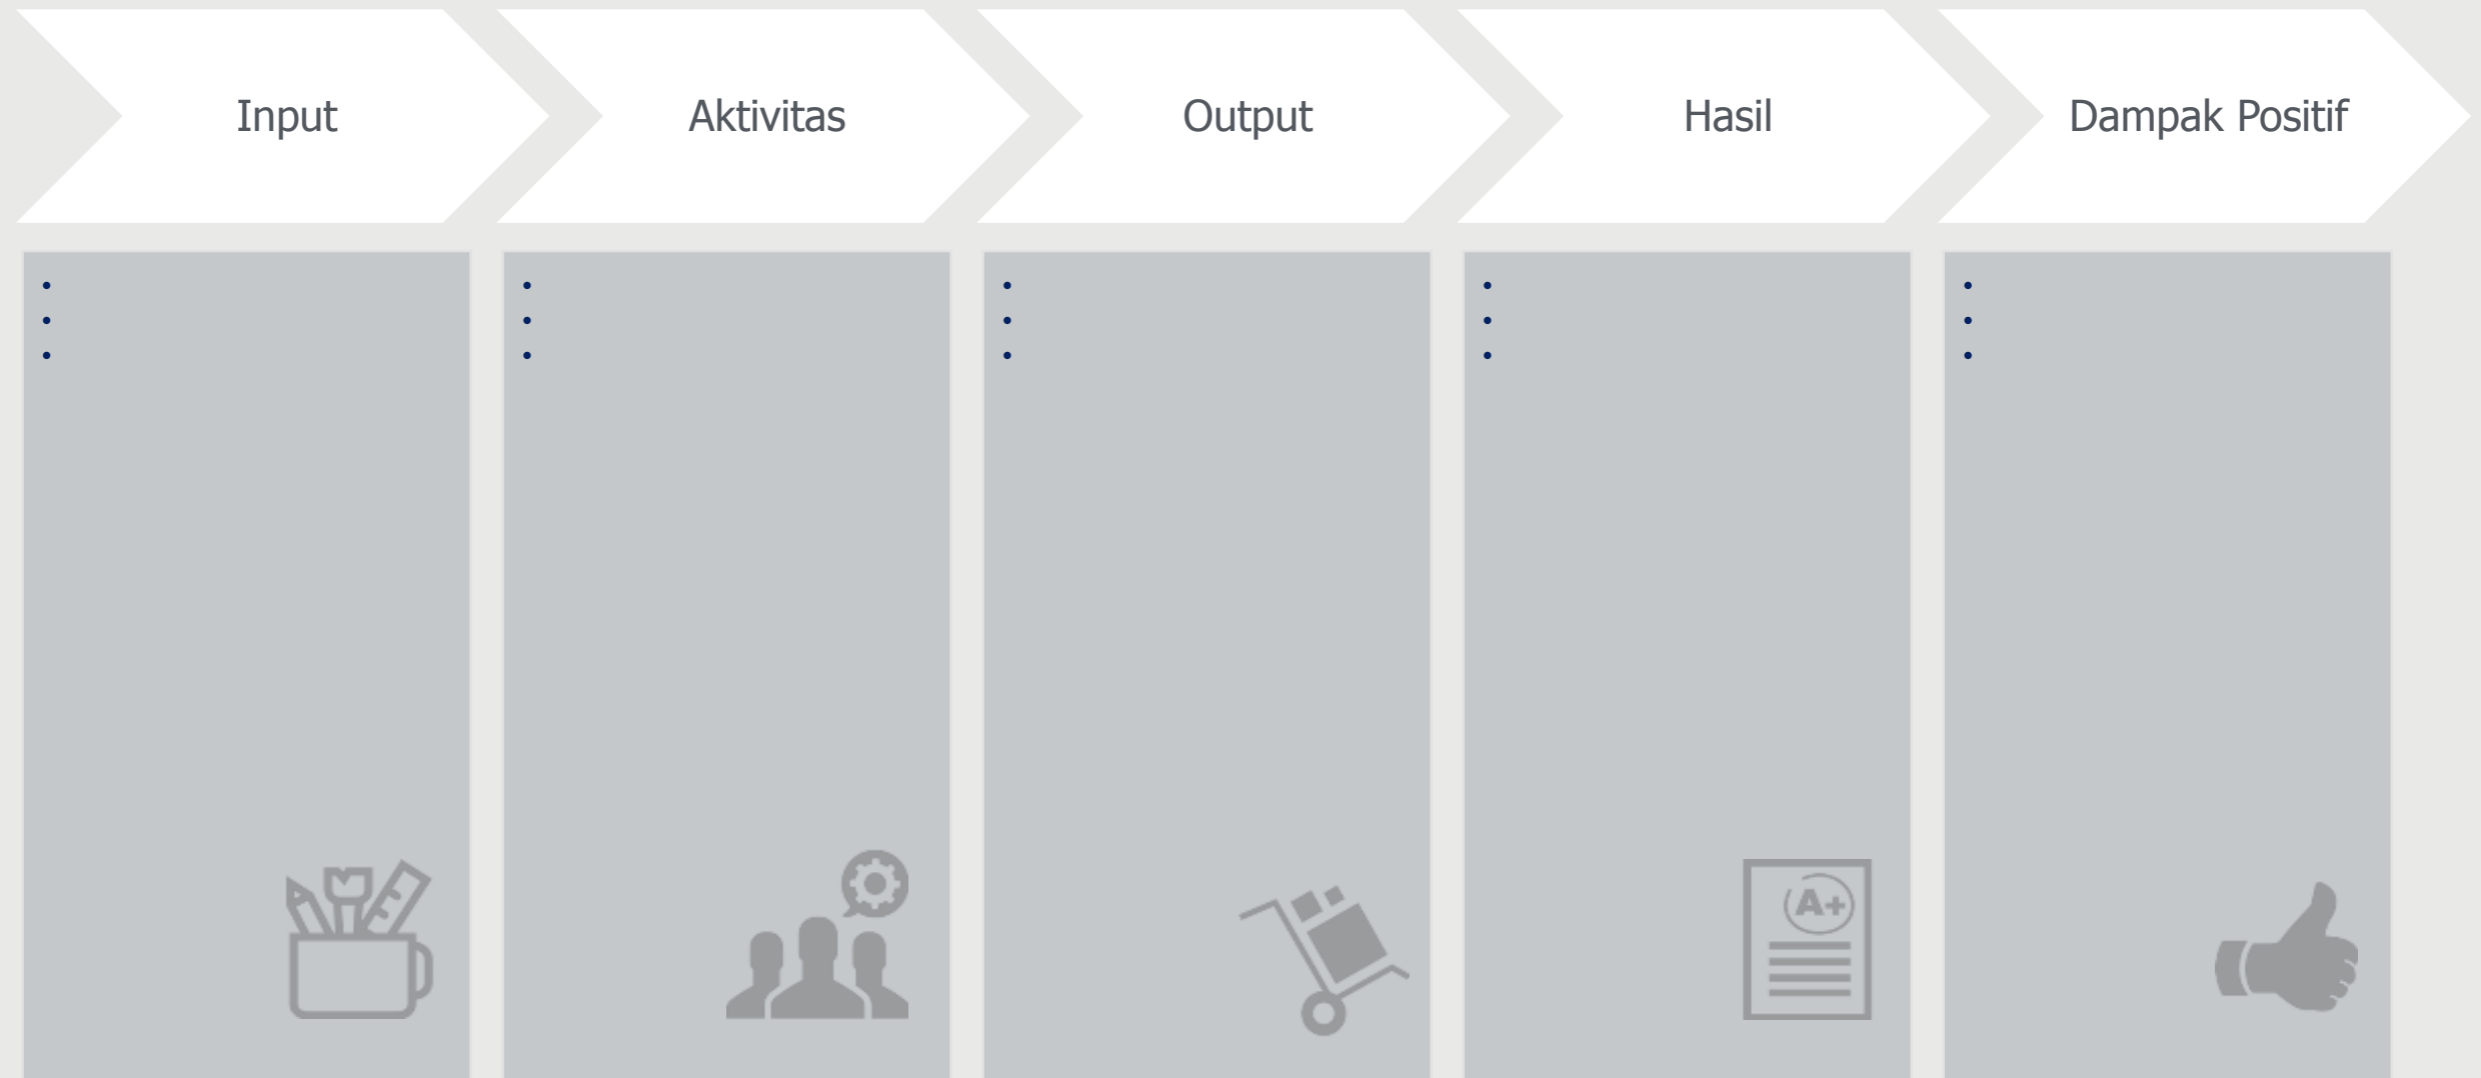 Input
Aktivitas
Output
Hasil
Dampak Positif
A+